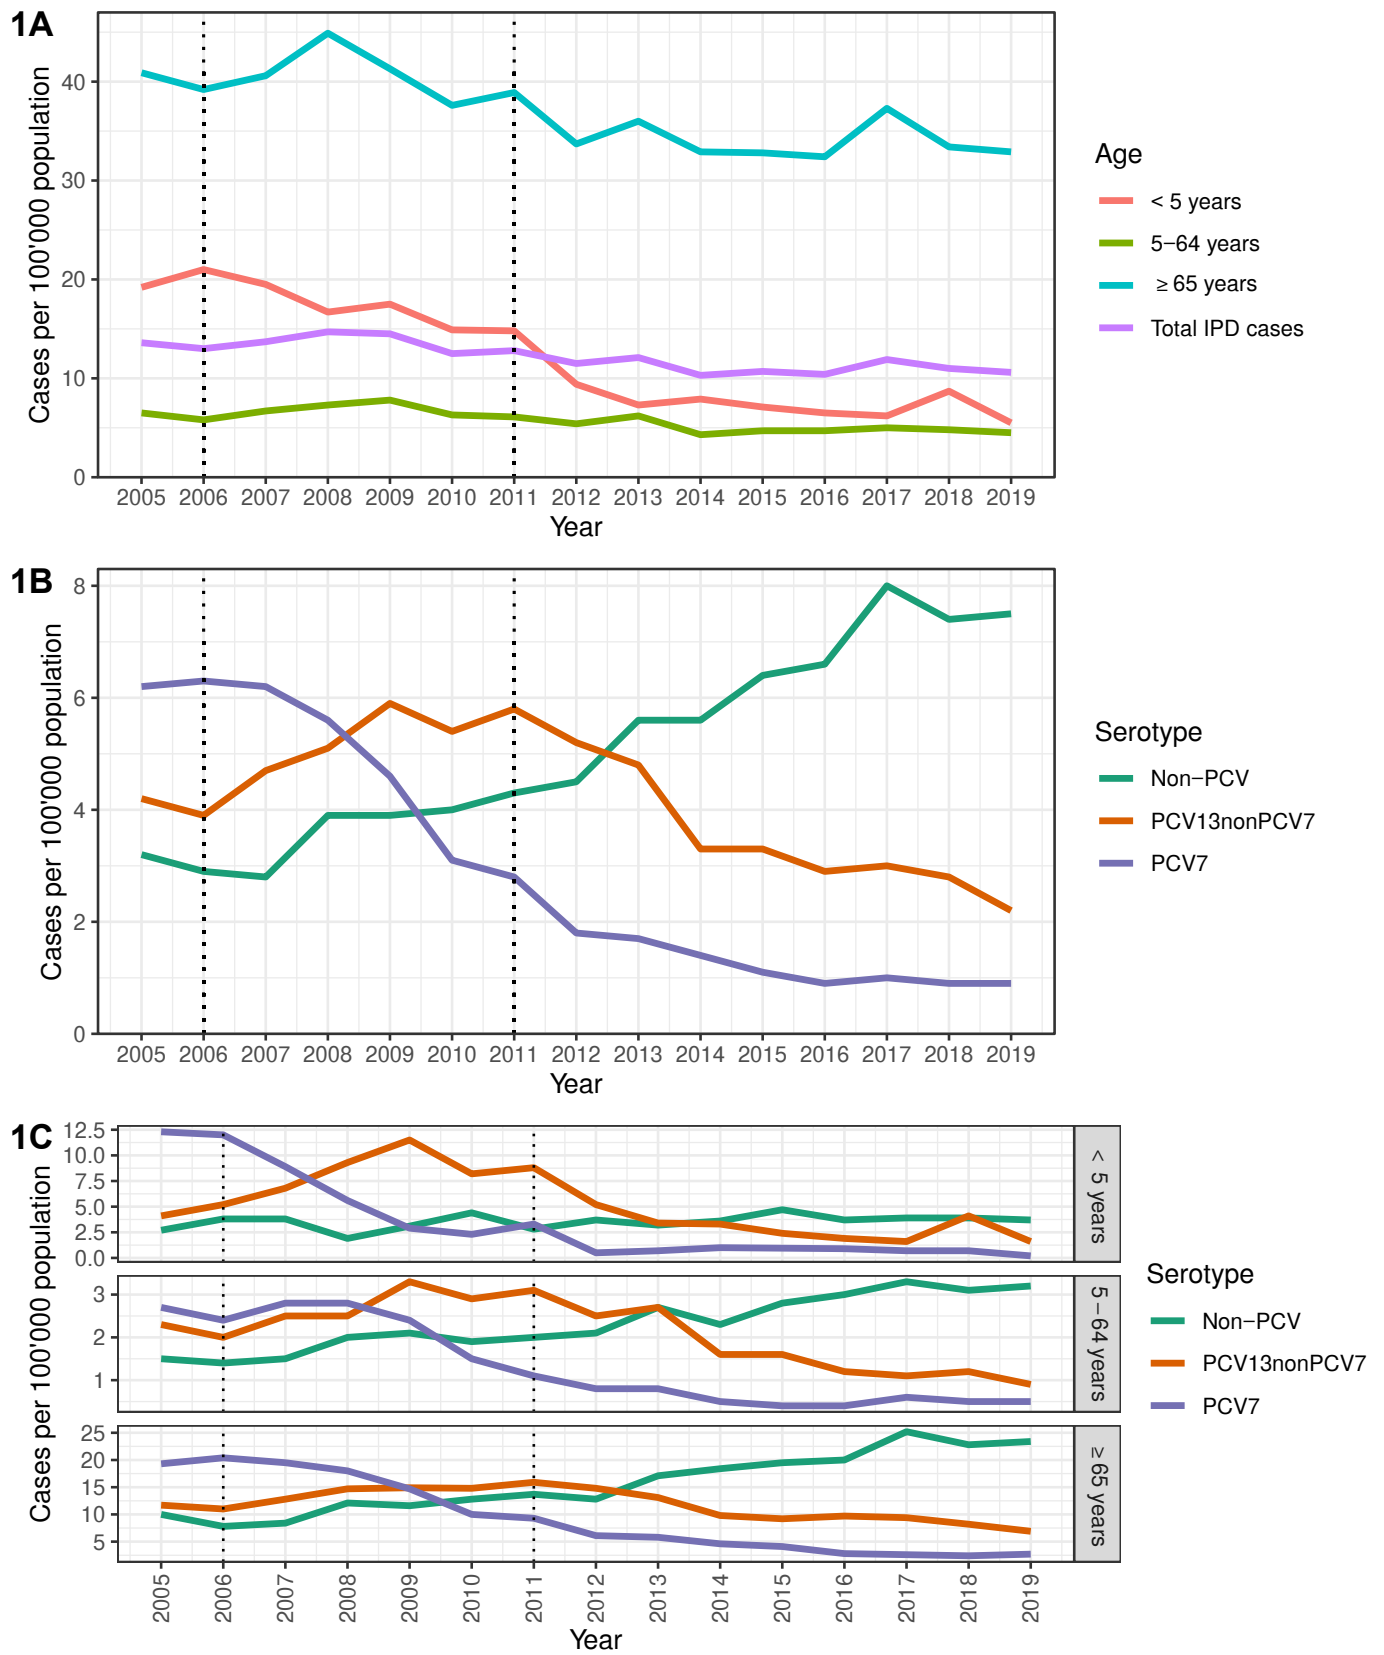 1A
Cases per 100'000 population
40
30
20
10
0
2005 2006 2007 2008 2009 2010 2011 2012 2013 2014 2015 2016 2017 2018 2019
Year
Age
< 5 years
5−64 years
≥ 65 years
Total IPD cases
1B
Cases per 100'000 population
8
6
4
2
0
2005 2006 2007 2008 2009 2010 2011 2012 2013 2014 2015 2016 2017 2018 2019
Year
Serotype
Non−PCV
PCV13nonPCV7
PCV7
1C
Cases per 100'000 population
12.5
10.0
7.5
5.0
2.5
0.0
< 5 years
3
2
1
5−64 years
25
20
15
10
5
≥ 65 years
2005 2006 2007 2008 2009 2010 2011 2012 2013 2014 2015 2016 2017 2018 2019
Year
Serotype
Non−PCV
PCV13nonPCV7
PCV7